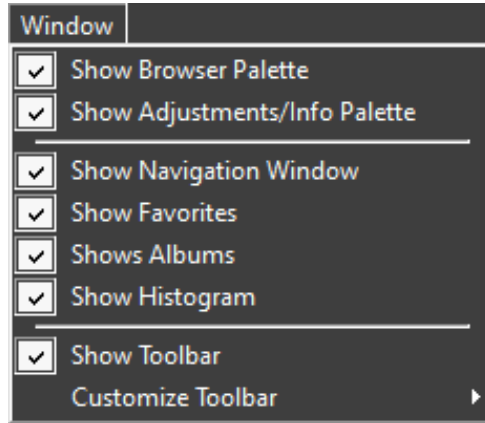 Window
Show Browser Palette
Show Adjustments/Info Palette
Show Navigation Window
Show Favorites
Shows Albums
Show Histogram
Show Toolbar
Customize Toolbar